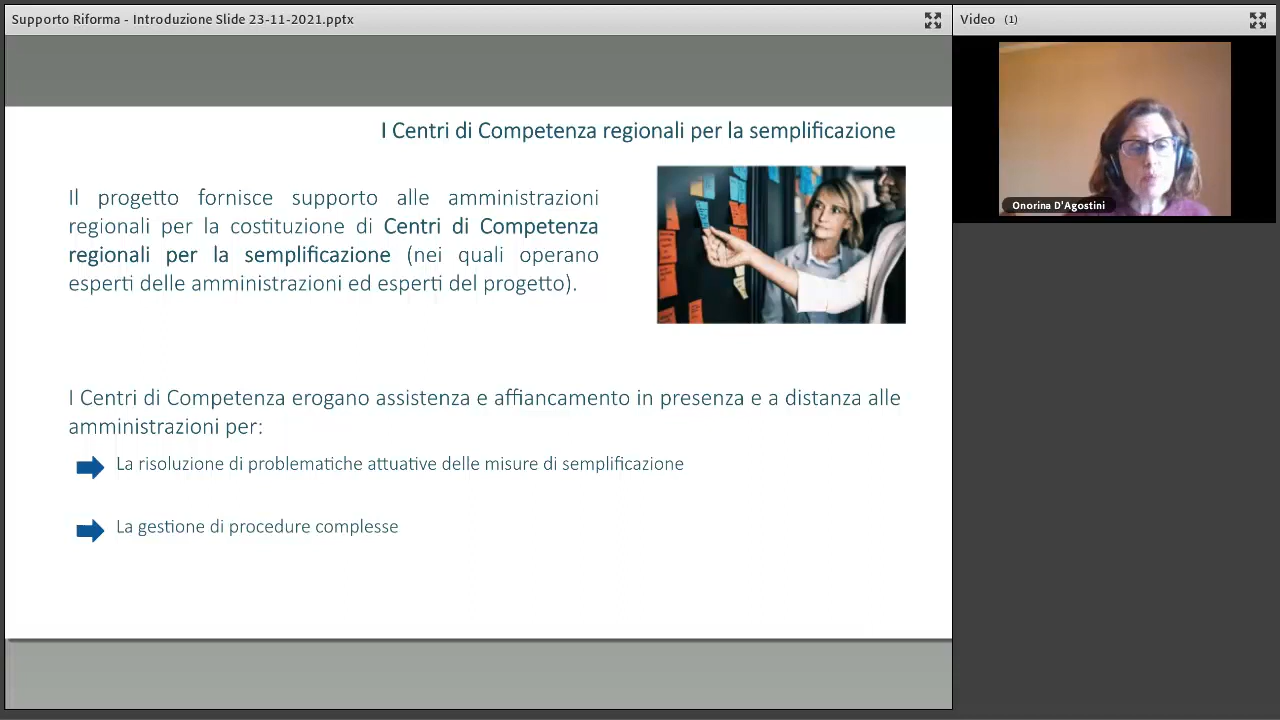 Supporto Riforma - Introduzione Slide 23-11-2021.pptx
Video (1)
Onorina D'Agostini
I Centri di Competenza regionali per la semplificazione
Il progetto fornisce supporto alle amministrazioni
regionali per la costituzione di Centri di Competenza
regionali per la semplificazione (nei quali operano
esperti delle amministrazioni ed esperti del progetto).
I Centri di Competenza erogano assistenza e affiancamento in presenza e a distanza alle
amministrazioni per:
La risoluzione di problematiche attuative delle misure di semplificazione
La gestione di procedure complesse